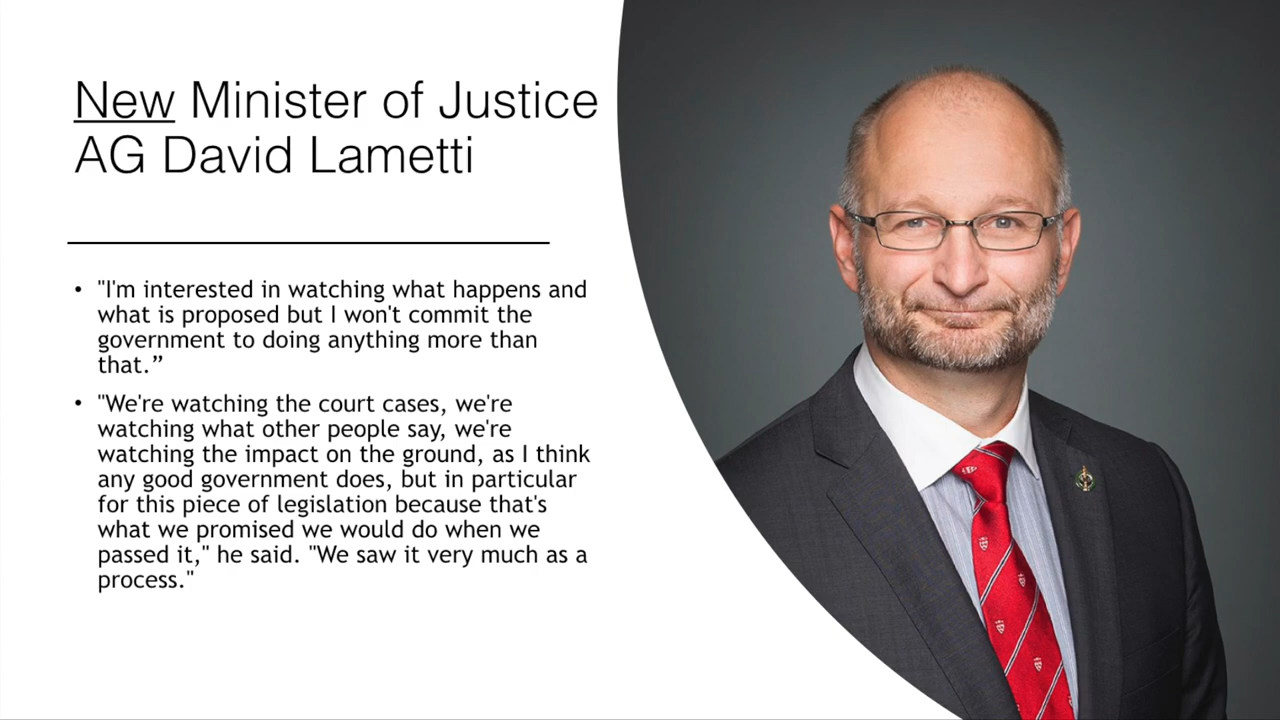 New Minister of Justice
AG David Lametti
• "I'm interested in watching what happens and
what is proposed but I won't commit the
government to doing anything more than
that.”
• "We're watching the court cases, we're
watching what other people say, we're
watching the impact on the ground, as I think
any good government does, but in particular
for this piece of legislation because that's
what we promised we would do when we
passed it," he said. "We saw it very much as a
process."